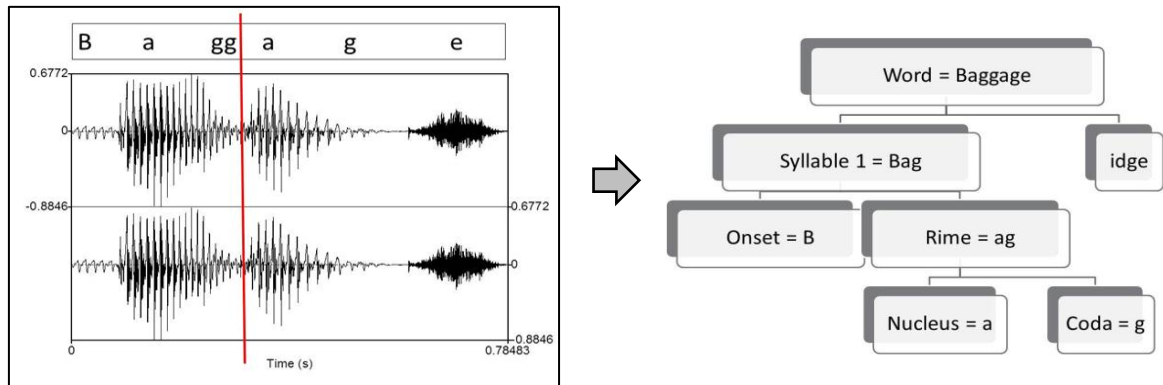 B a gg a g e
0.6772
0
-0.8846
0.6772
0
-0.8846
0
0.78483
Time (s)
Word = Baggage
Syllable 1 = Bag
idge
Onset = B
Rime = ag
Nucleus = a
Coda = g